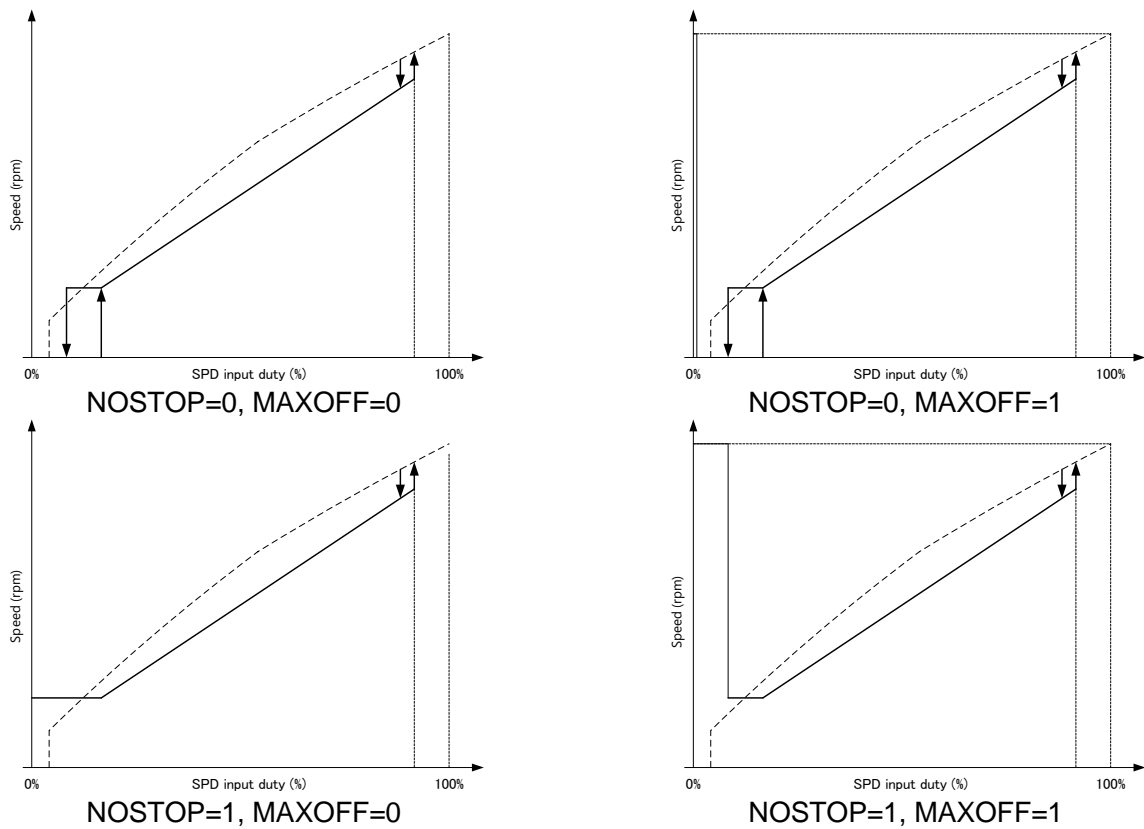 Speed (rpm)
0%
SPD input duty (%)
100%
NOSTOP=0, MAXOFF=0
Speed (rpm)
0%
SPD input duty (%)
100%
NOSTOP=0, MAXOFF=1
Speed (rpm)
0%
SPD input duty (%)
100%
NOSTOP=1, MAXOFF=0
Speed (rpm)
0%
SPD input duty (%)
100%
NOSTOP=1, MAXOFF=1